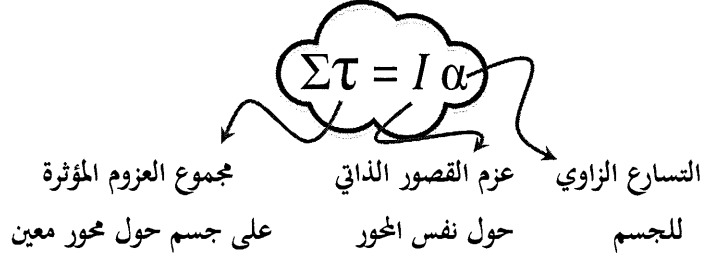 Στ = I α
التسارع الزاوي
للجسم
عزم القصور الذاتي
حول نفس المحور
مجموع العزوم المؤثرة
على جسم حول محور معين